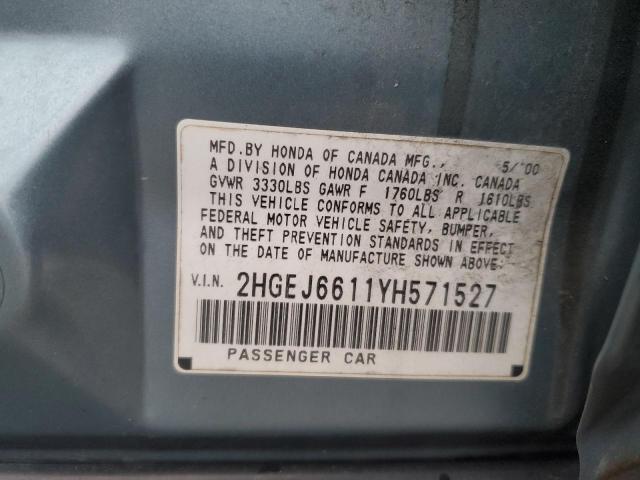 MFD. BY HONDA OF CANADA MFG., 5/ 00
A DIVISION OF HONDA CANADA INC. CANADA
GVWR 3330LBS GAWR F 1760LBS R 1610LBS
THIS VEHICLE CONFORMS TO ALL APPLICABLE
FEDERAL MOTOR VEHICLE SAFETY, BUMPER,
AND THEFT PREVENTION STANDARDS IN EFFECT
ON THE DATE OF MANUFACTURE SHOWN ABOVE.
V.I.N. 2HGEJ6611YH571527
PASSENGER CAR